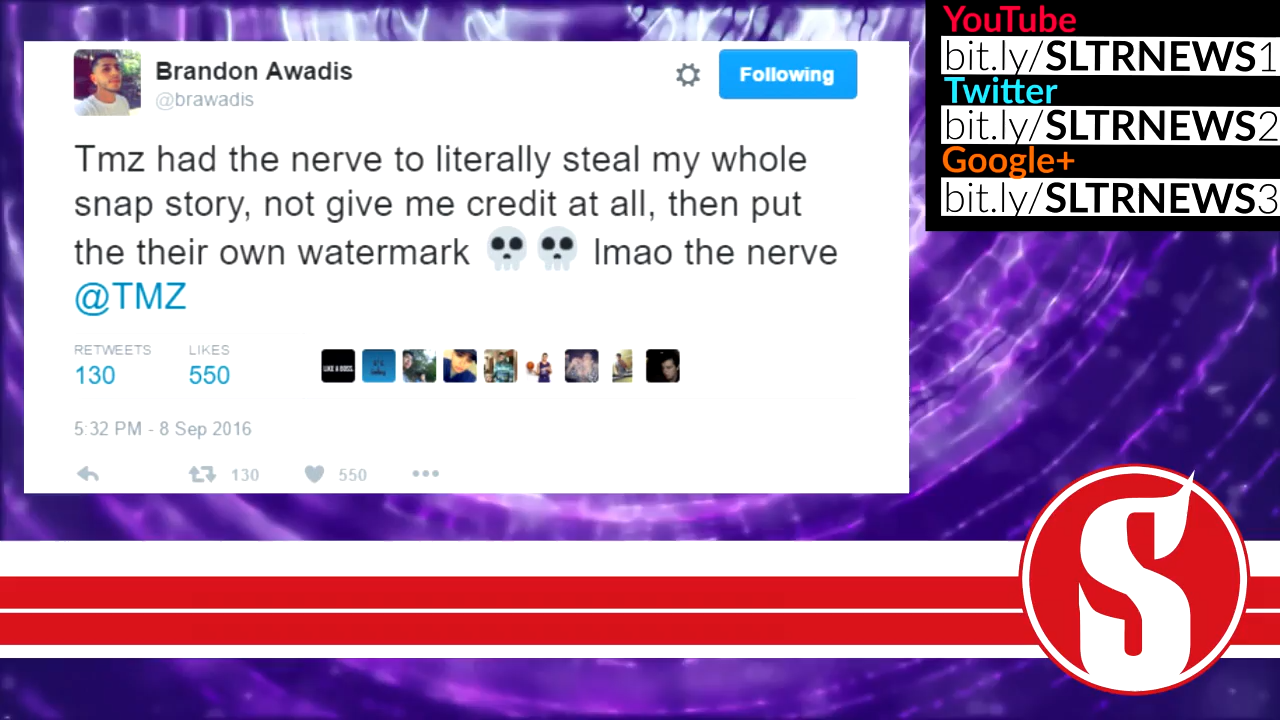 Brandon Awadis
@brawadis
Following
Tmz had the nerve to literally steal my whole
snap story, not give me credit at all, then put
the their own watermark 💀💀 lmao the nerve
@TMZ
RETWEETS LIKES
130 550
LIKE A BOSS.
5:32 PM - 8 Sep 2016
130 550
YouTube
bit.ly/SLTRNEWS1
Twitter
bit.ly/SLTRNEWS2
Google+
bit.ly/SLTRNEWS3
S